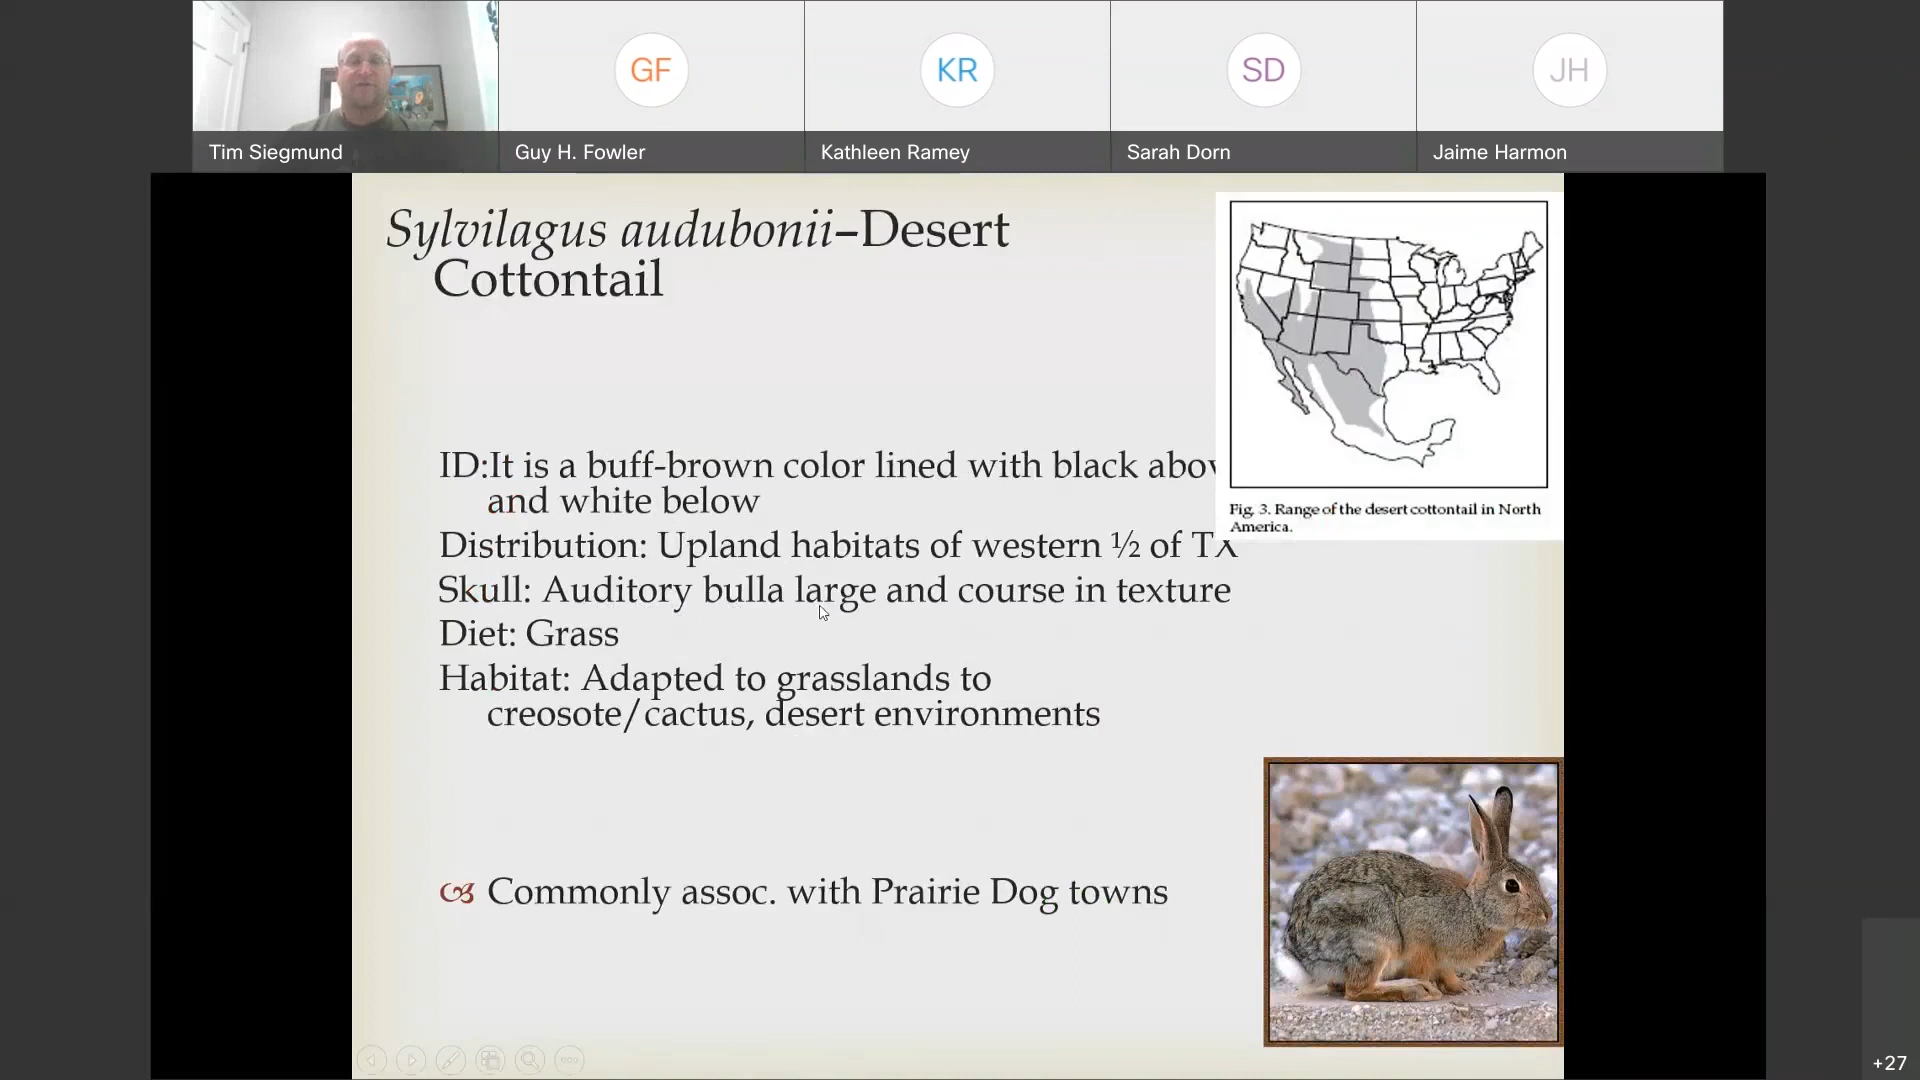 GF
KR
SD
JH
Tim Siegmund
Guy H. Fowler
Kathleen Ramey
Sarah Dorn
Jaime Harmon
Sylvilagus audubonii–Desert
Cottontail
Fig. 3. Range of the desert cottontail in North
America.
ID:It is a buff-brown color lined with black abov
and white below
Distribution: Upland habitats of western ½ of TX
Skull: Auditory bulla large and course in texture
Diet: Grass
Habitat: Adapted to grasslands to
creosote/cactus, desert environments
Commonly assoc. with Prairie Dog towns
+27